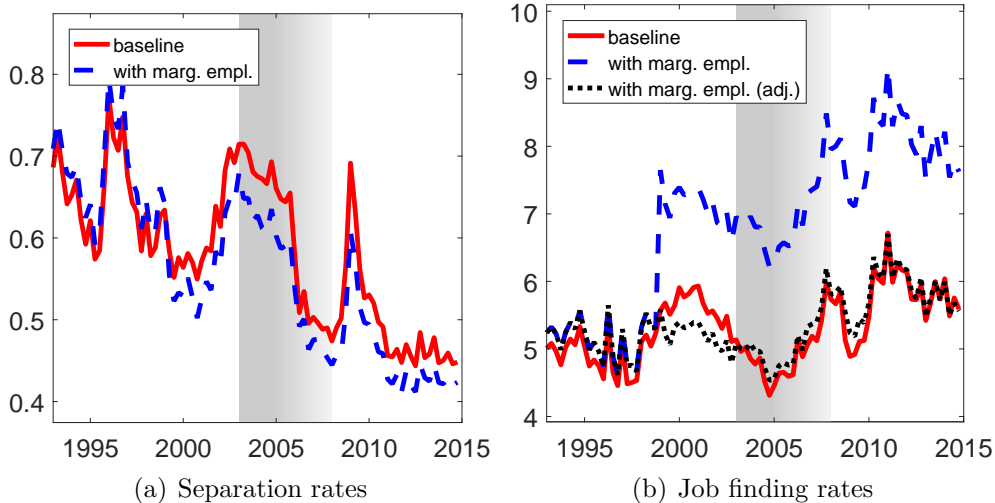 baseline
with marg. empl.
0.8
0.7
0.6
0.5
0.4
1995 2000 2005 2010 2015
(a) Separation rates
baseline
with marg. empl.
with marg. empl. (adj.)
10
9
8
7
6
5
4
1995 2000 2005 2010 2015
(b) Job finding rates